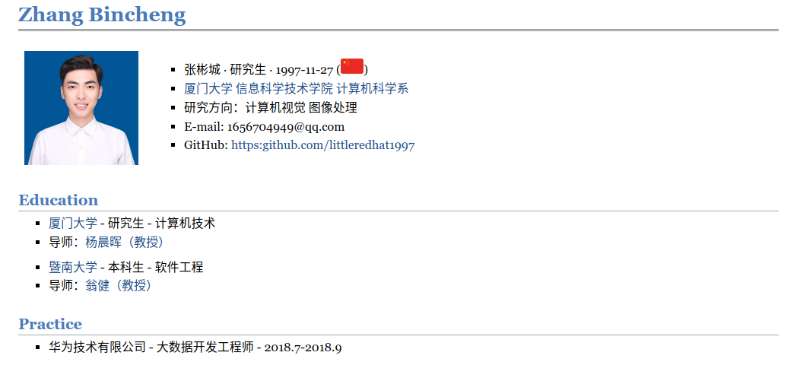 Zhang Bincheng
张彬城 · 研究生 · 1997-11-27 ()
厦门大学 信息科学技术学院 计算机科学系
研究方向：计算机视觉 图像处理
E-mail: 1656704949@qq.com
GitHub: https:github.com/littleredhat1997
Education
厦门大学 - 研究生 - 计算机技术
导师：杨晨晖（教授）
暨南大学 - 本科生 - 软件工程
导师：翁健（教授）
Practice
华为技术有限公司 - 大数据开发工程师 - 2018.7-2018.9